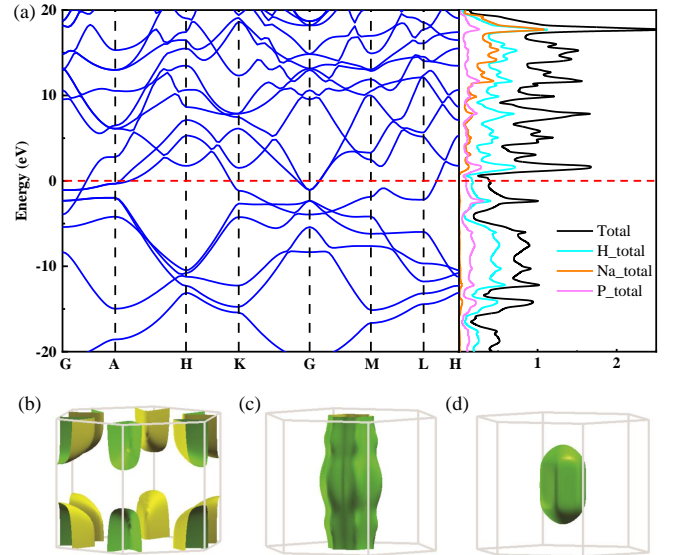 (a)
20
10
0
-10
-20
Energy (eV)
G A H K G M L H
1 2
Total
H_total
Na_total
P_total
(b) (c) (d)